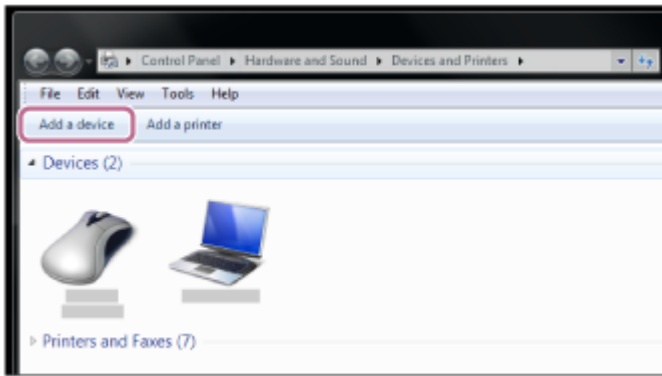 Control Panel Hardware and Sound Devices and Printers
File Edit View Tools Help
Add a device Add a printer
Devices (2)
Printers and Faxes (7)